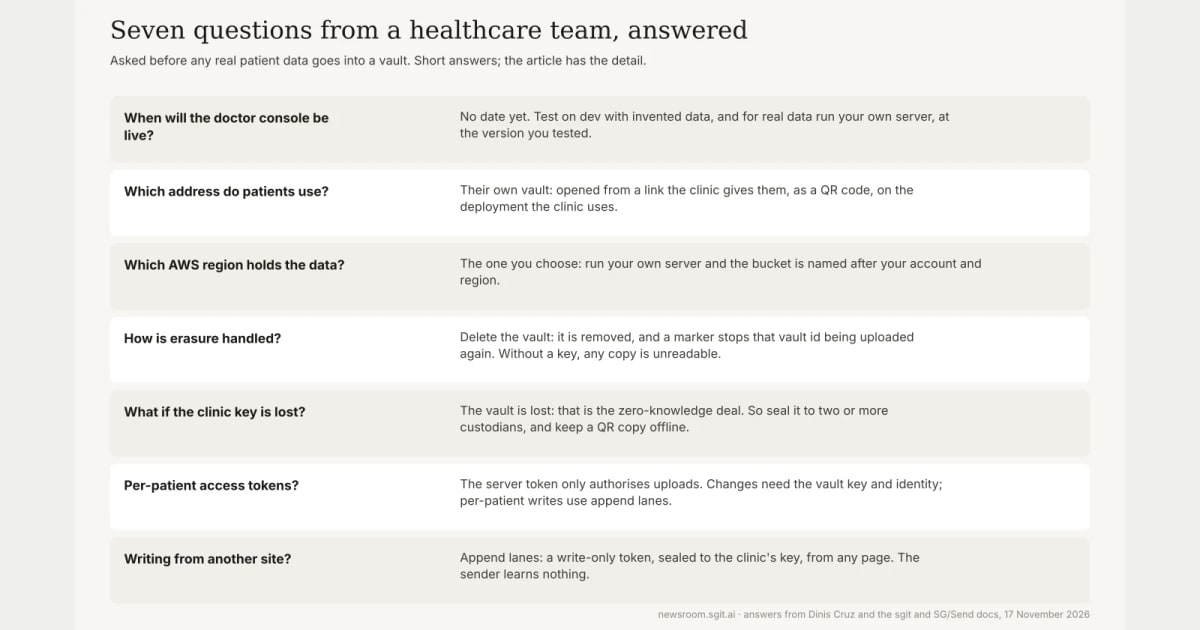 Seven questions from a healthcare team, answered
Asked before any real patient data goes into a vault. Short answers; the article has the detail.
When will the doctor console be
live?
No date yet. Test on dev with invented data, and for real data run your own server, at
the version you tested.
Which address do patients use?
Their own vault: opened from a link the clinic gives them, as a QR code, on the
deployment the clinic uses.
Which AWS region holds the data?
The one you choose: run your own server and the bucket is named after your account and
region.
How is erasure handled?
Delete the vault: it is removed, and a marker stops that vault id being uploaded
again. Without a key, any copy is unreadable.
What if the clinic key is lost?
The vault is lost: that is the zero-knowledge deal. So seal it to two or more
custodians, and keep a QR copy offline.
Per-patient access tokens?
The server token only authorises uploads. Changes need the vault key and identity;
per-patient writes use append lanes.
Writing from another site?
Append lanes: a write-only token, sealed to the clinic's key, from any page. The
sender learns nothing.
newsroom.sgit.ai · answers from Dinis Cruz and the sgit and SG/Send docs, 17 November 2026